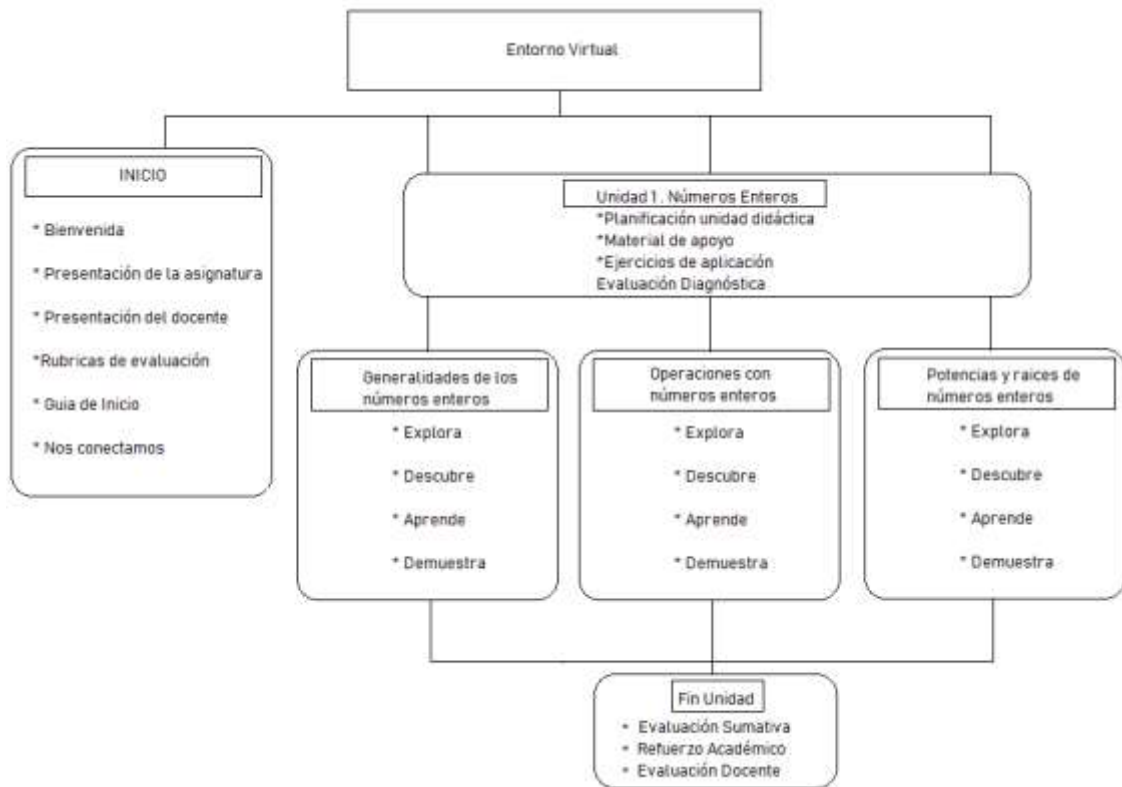 Entorno Virtual
INICIO
* Bienvenida
* Presentación de la asignatura
* Presentación del docente
*Rubricas de evaluación
* Guia de Inicio
* Nos conectamos
Unidad 1. Números Enteros
*Planificación unidad didáctica
*Material de apoyo
*Ejercicios de aplicación
Evaluación Diagnóstica
Generalidades de los
números enteros
* Explora
* Descubre
* Aprende
* Demuestra
Operaciones con
números enteros
* Explora
* Descubre
* Aprende
* Demuestra
Potencias y raices de
números enteros
* Explora
* Descubre
* Aprende
* Demuestra
Fin Unidad
* Evaluación Sumativa
* Refuerzo Académico
* Evaluación Docente